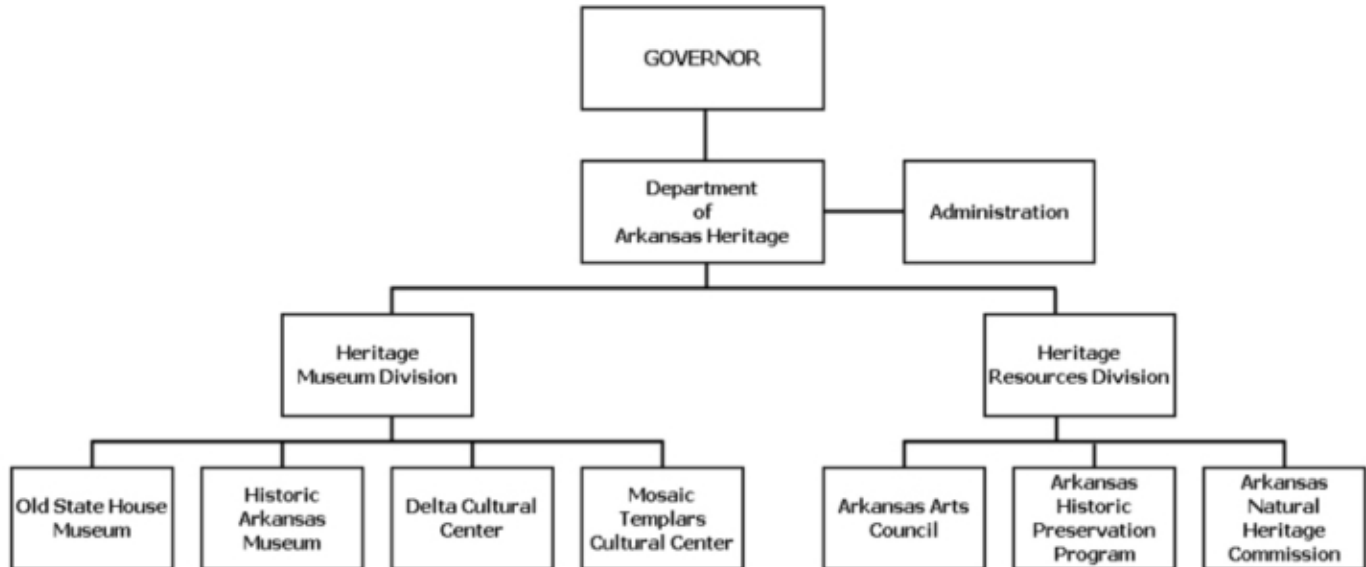 GOVERNOR
Department
of
Arkansas Heritage
Administration
Heritage
Museum Division
Heritage
Resources Division
Old State House
Museum
Historic
Arkansas
Museum
Delta Cultural
Center
Mosaic
Templars
Cultural Center
Arkansas Arts
Council
Arkansas
Historic
Preservation
Program
Arkansas
Natural
Heritage
Commission